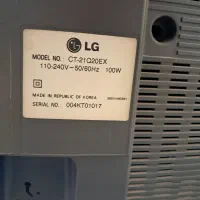 LG
MODEL NO.: CT-21Q20EX
110-240V~50/60Hz 100W
MADE IN REPUBLIC OF KOREA
SERIAL NO.: 004KT01017